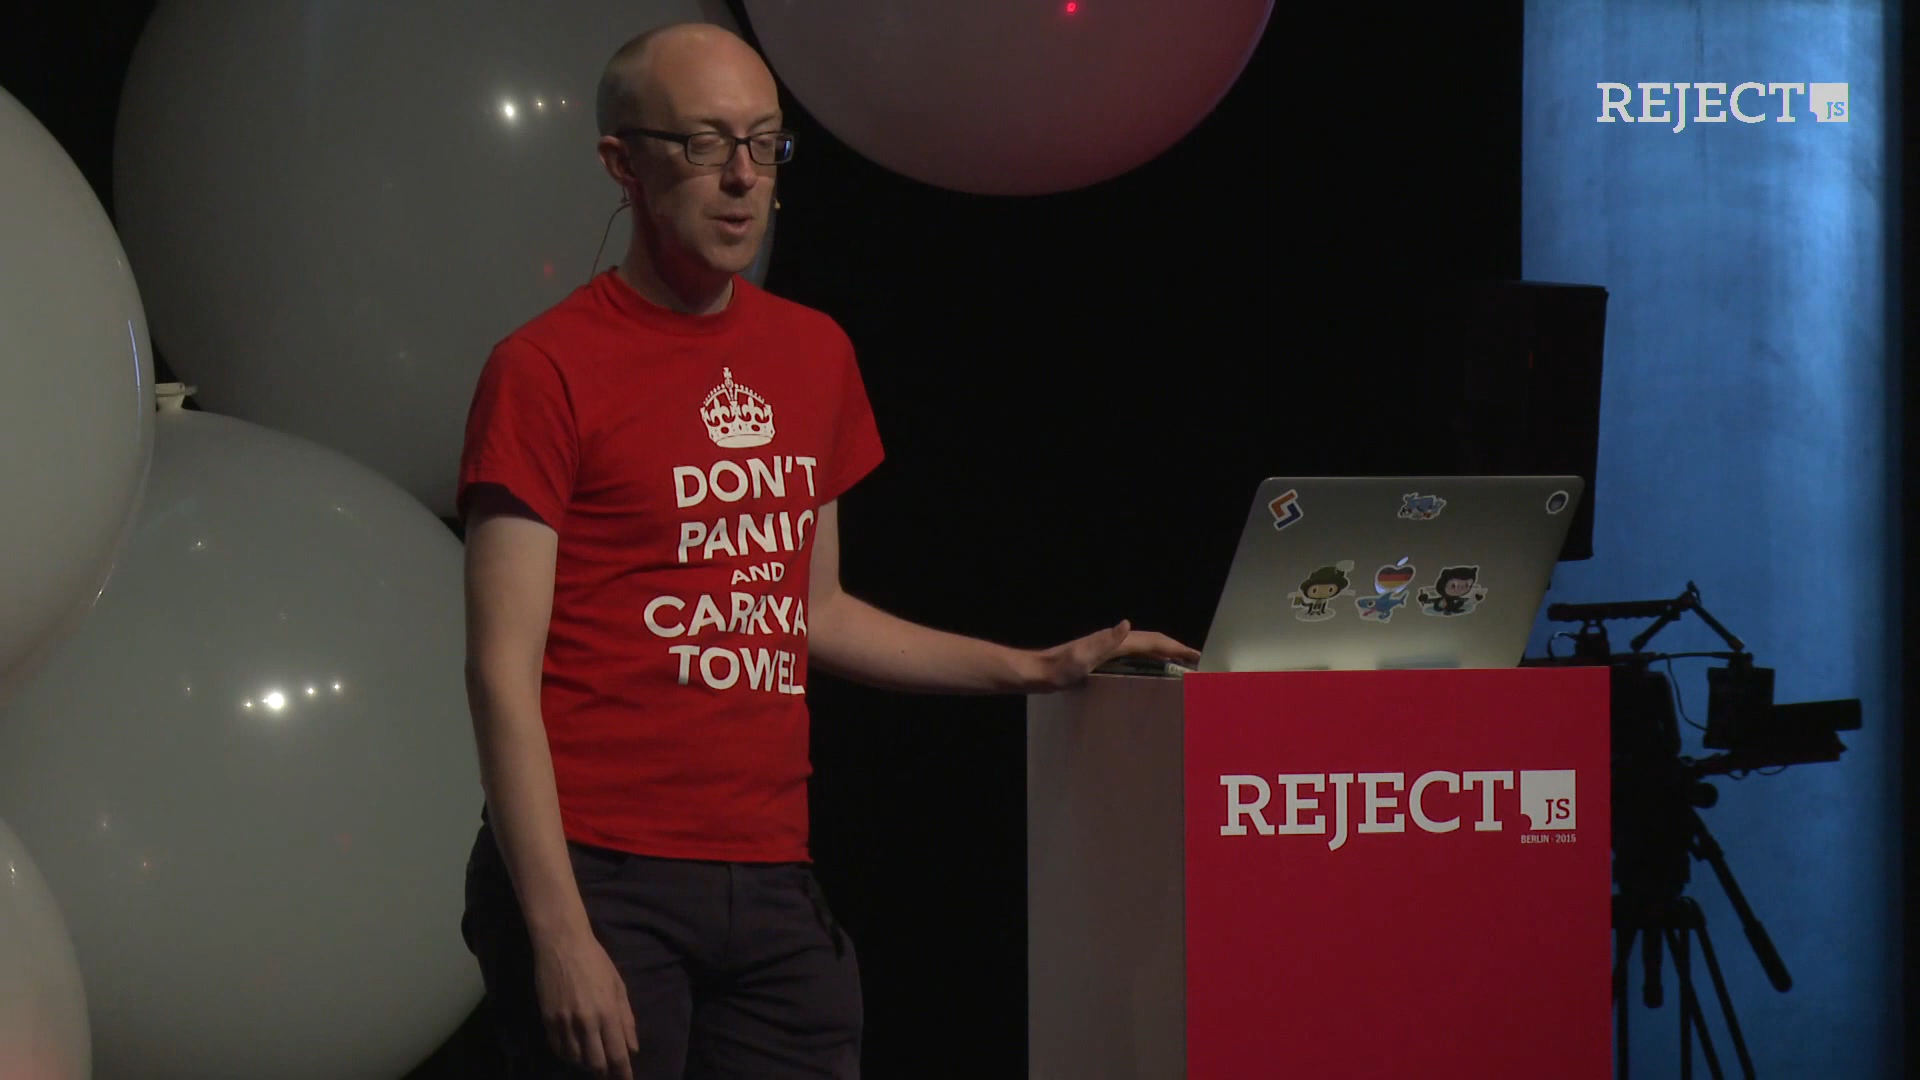 REJECT JS
DON'T
PANIC
AND
CARRY A
TOWEL
REJECT JS
BERLIN · 2015